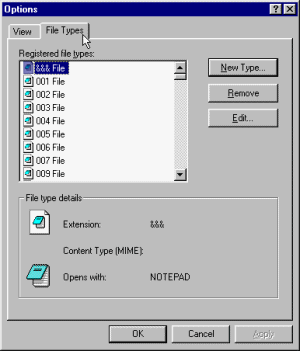 Options
View File Types
Registered file types:
&&& File
001 File
002 File
003 File
004 File
005 File
006 File
007 File
009 File
New Type...
Remove
Edit...
File type details
Extension: &&&
Content Type (MIME):
Opens with: NOTEPAD
OK Cancel Apply